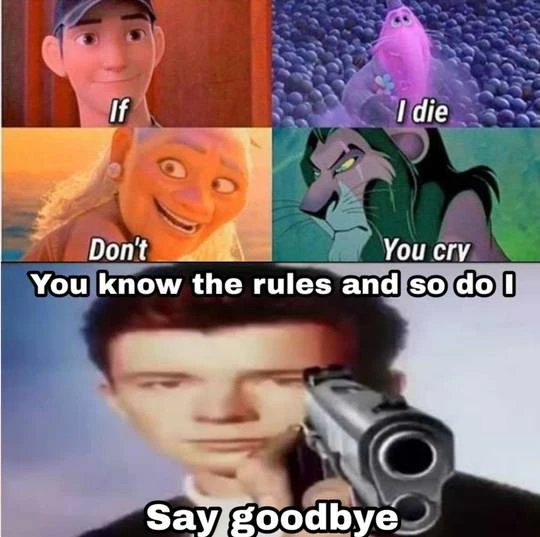 If
I die
Don't
You cry
You know the rules and so do I
Say goodbye